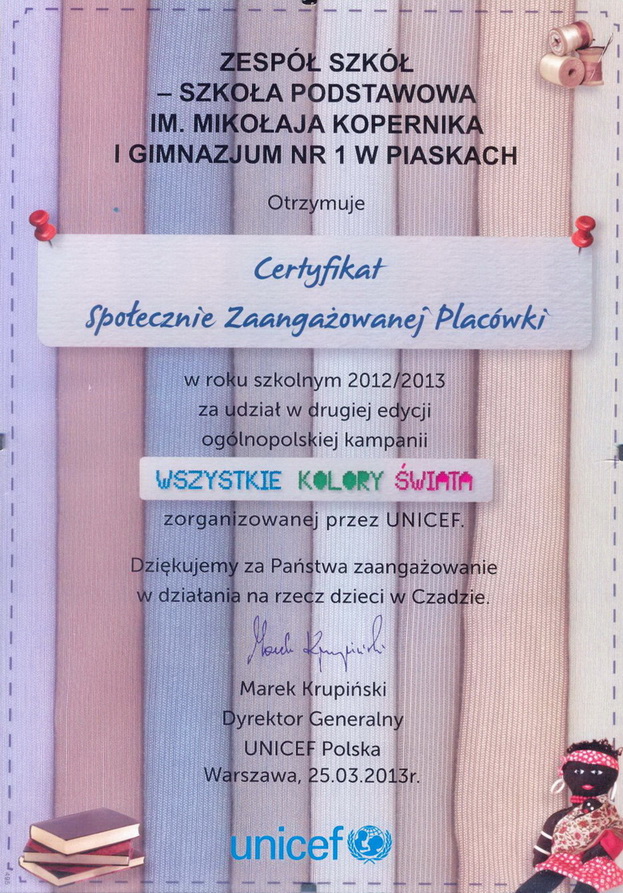 ZESPÓŁ SZKÓŁ
– SZKOŁA PODSTAWOWA
IM. MIKOŁAJA KOPERNIKA
I GIMNAZJUM NR 1 W PIASKACH
Otrzymuje
Certyfikat
Społecznie Zaangażowanej Placówki
w roku szkolnym 2012/2013
za udział w drugiej edycji
ogólnopolskiej kampanii
WSZYSTKIE KOLORY ŚWIATA
zorganizowanej przez UNICEF.
Dziękujemy za Państwa zaangażowanie
w działania na rzecz dzieci w Czadzie.
Marek Krupiński
Marek Krupiński
Dyrektor Generalny
UNICEF Polska
Warszawa, 25.03.2013r.
unicef